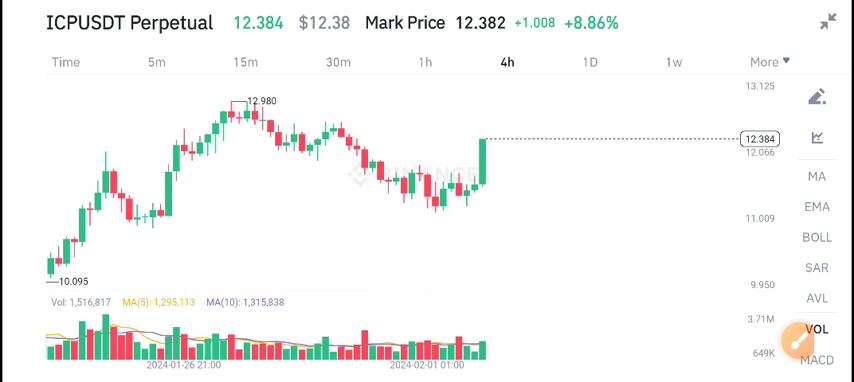 ICPUSDT Perpetual 12.384 $12.38 Mark Price 12.382 +1,008 +8.86%
Time 5m 15m 30m 1h 4h 1D 1w More
13.125
12.980
12.384
12.066
BINANCE
MA
EMA
11.009
BOLL
SAR
10.095
9.950
AVL
Vol: 1,516,817 MA(5): 1,295,113 MA(10): 1,315,838
3.71M
VOL
649K
MACD
2024-01-26 21:00 2024-02-01 01:00